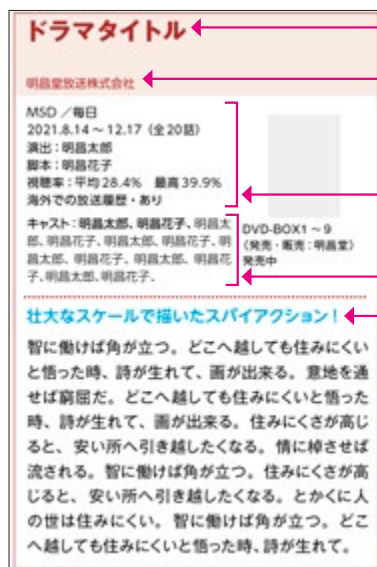 ドラマタイトル
明昌堂放送株式会社
MSD/毎日
2021.8.14~12.17(全20話)
演出:明昌太郎
脚本:明昌花子
視聴率:平均28.4% 最高39.9%
海外での放送履歴・あり
キャスト:明昌太郎、明昌花子、明昌太
郎、明昌花子、明昌太郎、明昌花子、明
昌太郎、明昌花子、明昌太郎、明昌花
子、明昌太郎、明昌花子、
DVD-BOX1~9
(発売・販売:明昌堂)
発売中
壮大なスケールで描いたスパイアクション!
智に働けば角が立つ。どこへ越しても住みにくい
と悟った時、詩が生れて、画が出来る。意地を通
せば窮屈だ。どこへ越しても住みにくいと悟った
時、詩が生れて、画が出来る。住みにくさが高じ
ると、安い所へ引き越したくなる。情に棹させば
流される。智に働けば角が立つ。住みにくさが高
じると、安い所へ引き越したくなる。とかくに人
の世は住みにくい。智に働けば角が立つ。どこ
へ越しても住みにくいと悟った時、詩が生れて。